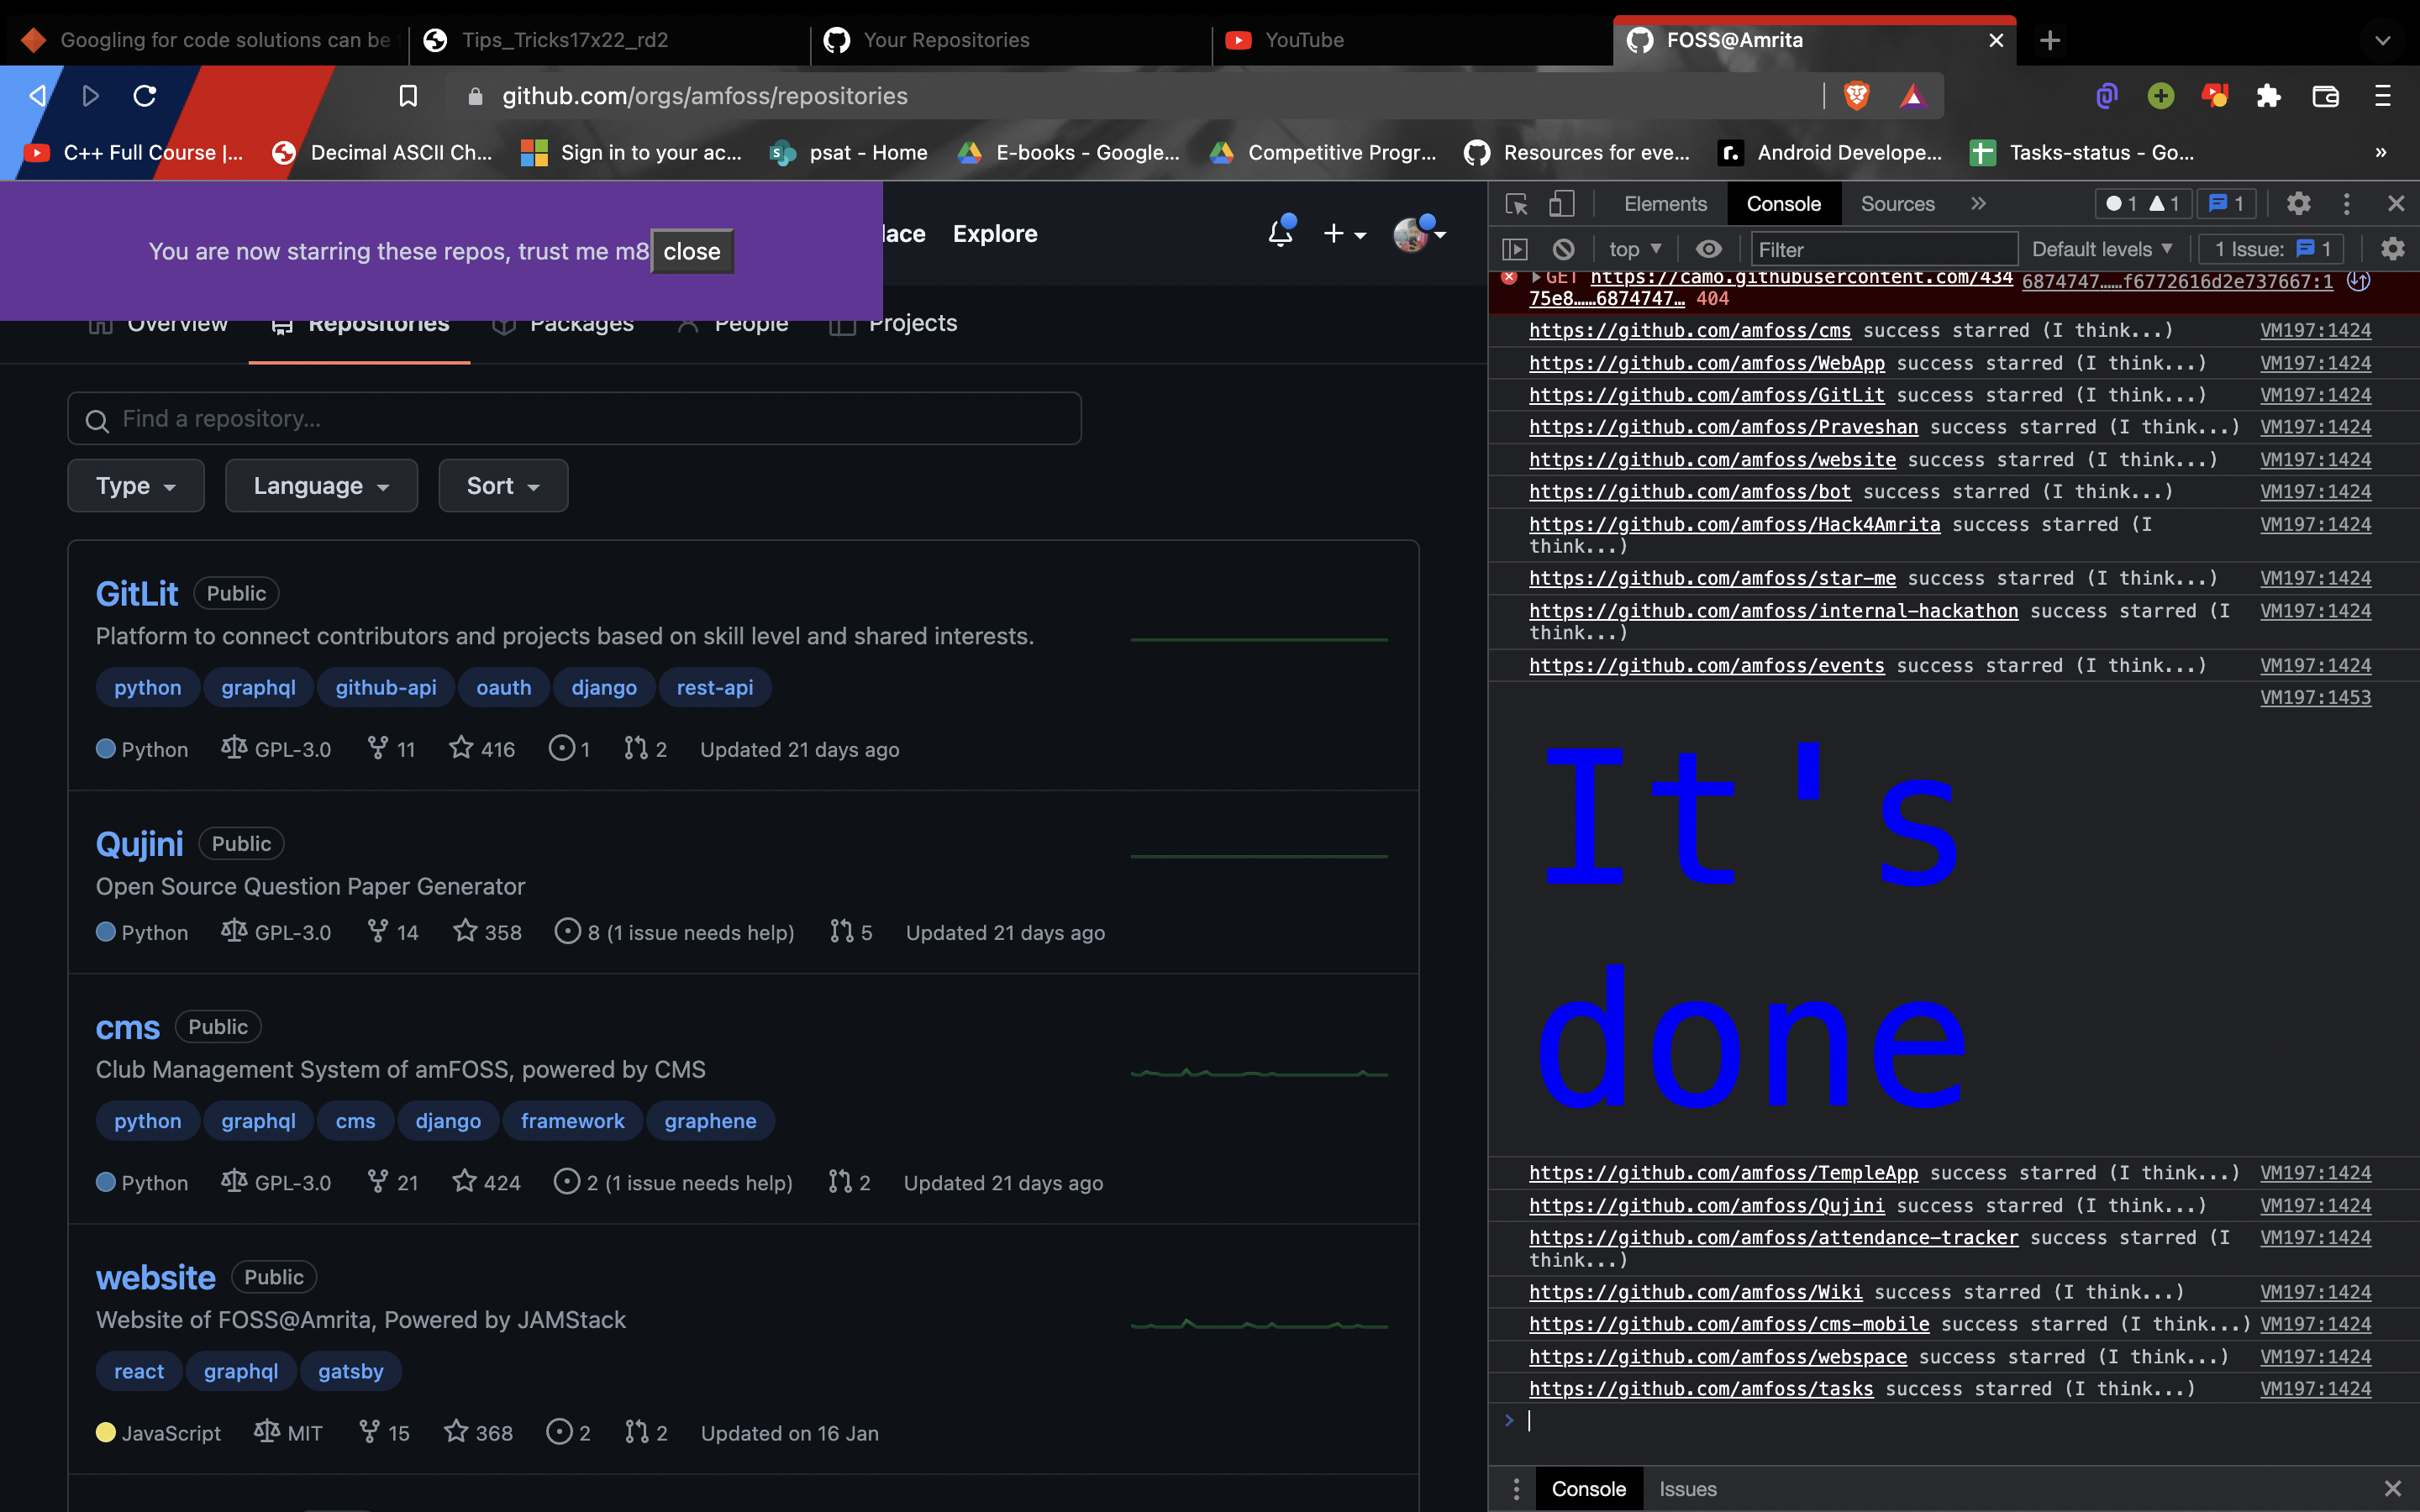 Googling for code solutions can be
Tips_Tricks17x22_rd2
Your Repositories
YouTube
FOSS@Amrita
github.com/orgs/amfoss/repositories
C++ Full Course |...
Decimal ASCII Ch...
Sign in to your ac...
psat - Home
E-books - Google...
Competitive Progr...
Resources for eve...
Android Develope...
Tasks-status - Go...
»
You are now starring these repos, trust me m8 close
lace Explore
Overview Repositories Packages People Projects
Find a repository...
Type Language Sort
GitLit Public
Platform to connect contributors and projects based on skill level and shared interests.
python graphql github-api oauth django rest-api
Python GPL-3.0 11 416 1 2 Updated 21 days ago
Qujini Public
Open Source Question Paper Generator
Python GPL-3.0 14 358 8 (1 issue needs help) 5 Updated 21 days ago
cms Public
Club Management System of amFOSS, powered by CMS
python graphql cms django framework graphene
Python GPL-3.0 21 424 2 (1 issue needs help) 2 Updated 21 days ago
website Public
Website of FOSS@Amrita, Powered by JAMStack
react graphql gatsby
JavaScript MIT 15 368 2 2 Updated on 16 Jan
Elements Console Sources » 1 1 1
top Filter Default levels 1 Issue: 1
GET https://camo.githubusercontent.com/434 6874747……f6772616d2e737667:1
75e8……6874747… 404
https://github.com/amfoss/cms success starred (I think...) VM197:1424
https://github.com/amfoss/WebApp success starred (I think...) VM197:1424
https://github.com/amfoss/GitLit success starred (I think...) VM197:1424
https://github.com/amfoss/Praveshan success starred (I think...) VM197:1424
https://github.com/amfoss/website success starred (I think...) VM197:1424
https://github.com/amfoss/bot success starred (I think...) VM197:1424
https://github.com/amfoss/Hack4Amrita success starred (I VM197:1424
think...)
https://github.com/amfoss/star-me success starred (I think...) VM197:1424
https://github.com/amfoss/internal-hackathon success starred (I VM197:1424
think...)
https://github.com/amfoss/events success starred (I think...) VM197:1424
VM197:1453
It's
done
https://github.com/amfoss/TempleApp success starred (I think...) VM197:1424
https://github.com/amfoss/Qujini success starred (I think...) VM197:1424
https://github.com/amfoss/attendance-tracker success starred (I VM197:1424
think...)
https://github.com/amfoss/Wiki success starred (I think...) VM197:1424
https://github.com/amfoss/cms-mobile success starred (I think...) VM197:1424
https://github.com/amfoss/webspace success starred (I think...) VM197:1424
https://github.com/amfoss/tasks success starred (I think...) VM197:1424
>
Console Issues